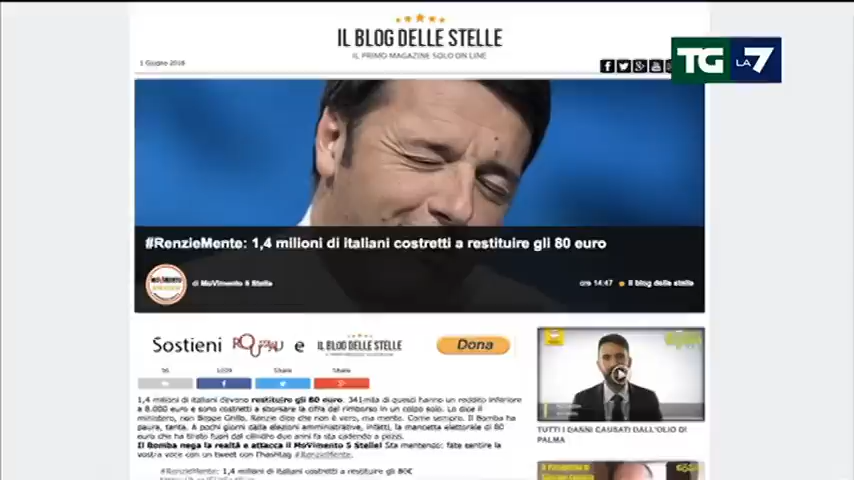 IL BLOG DELLE STELLE
IL PRIMO MAGAZINE SOLO ON LINE
1 Giugno 2016
TG LA 7
#RenzieMente: 1,4 milioni di italiani costretti a restituire gli 80 euro
di MoVimento 5 Stelle
ore 14:47
Il blog delle stelle
Sostieni ROUSSEAU e IL BLOG DELLE STELLE
Dona
Share
Share
1,4 milioni di italiani devono restituire gli 80 euro. 341mila di questi hanno un reddito inferiore
a 8.000 euro e sono costretti a sborsare la cifra del rimborso in un colpo solo. Lo dice il
ministero, non Beppe Grillo. Renzie dice che non è vero, ma mente. Come sempre. Il Bomba ha
paura, tanta. A pochi giorni dalle elezioni amministrative, infatti, la mancetta elettorale di 80
euro che ha tirato fuori dal cilindro due anni fa sta cadendo a pezzi.
Il Bomba nega la realtà e attacca il MoVimento 5 Stelle! Sta mentendo: fate sentire la
vostra voce con un tweet con l'hashtag #RenzieMente.
#RenzieMente: 1,4 milioni di italiani costretti a restituire gli 80€
TUTTI I DANNI CAUSATI DALL'OLIO DI
PALMA